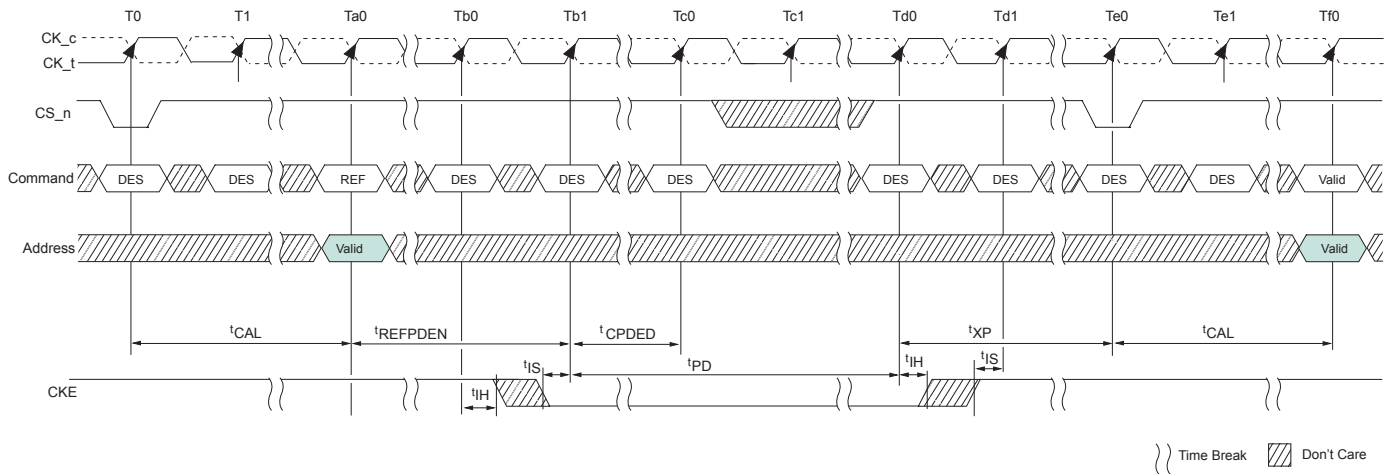 T0 T1 Ta0 Tb0 Tb1 Tc0 Tc1 Td0 Td1 Te0 Te1 Tf0
CK_c
CK_t
CS_n
Command DES DES REF DES DES DES DES DES DES DES Valid
Address Valid Valid
tCAL tREFPDEN tCPDED tXP tCAL
tIS tPD tIH tIS
CKE tIH
Time Break Don't Care